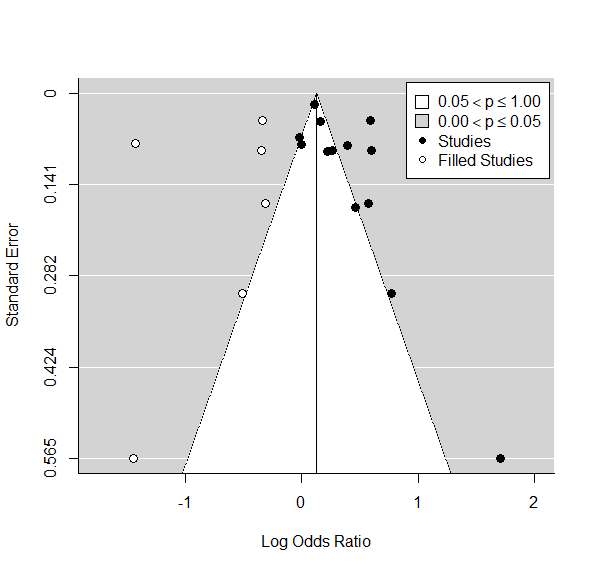 0.05 < p ≤ 1.00
0.00 < p ≤ 0.05
Studies
Filled Studies
Standard Error
0
0.141
0.282
0.424
0.565
-1
0
1
2
Log Odds Ratio